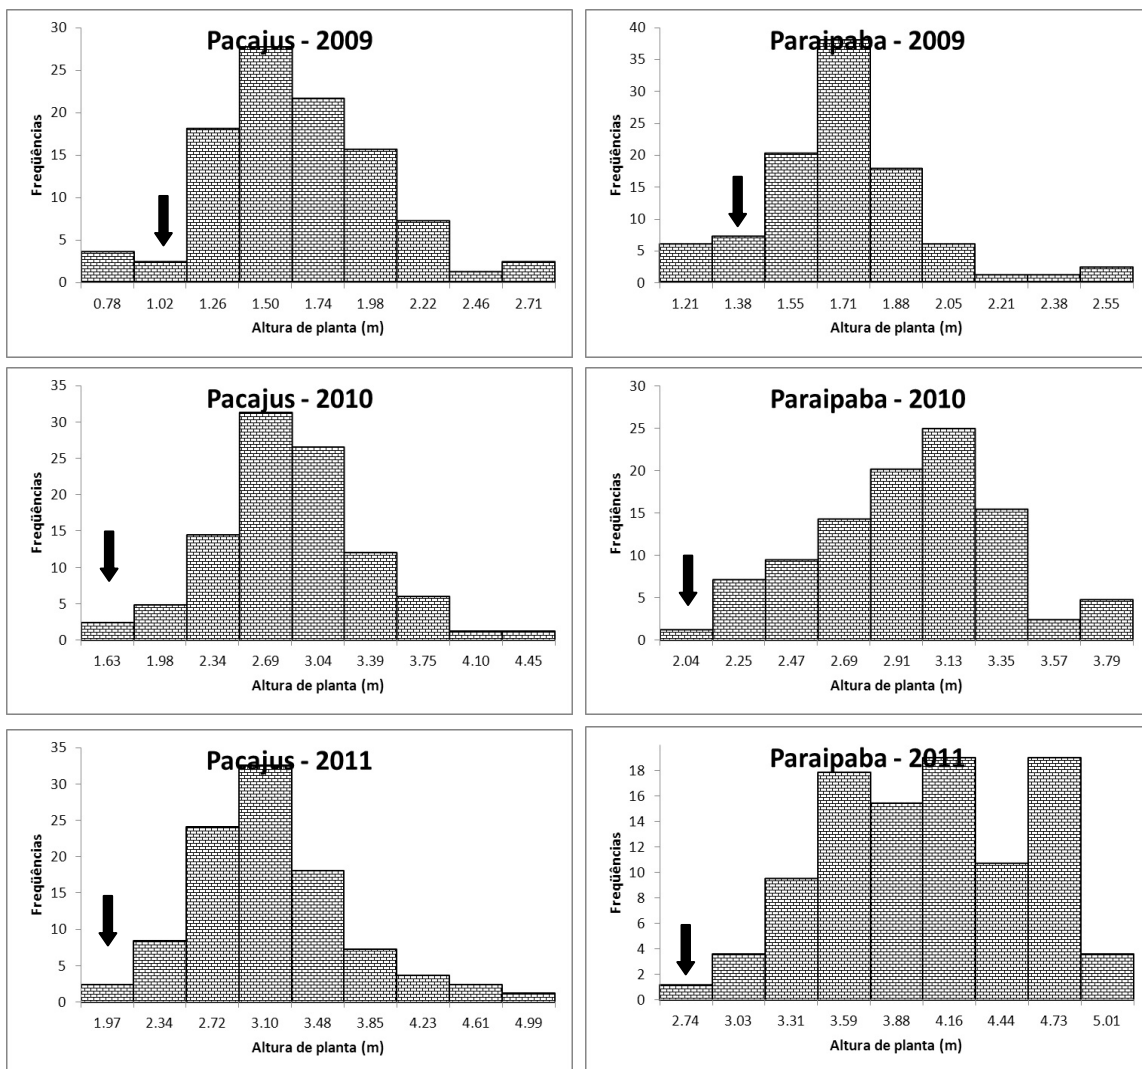 Pacajus - 2009
30
25
20
15
10
5
0
Freqüências
0.78 1.02 1.26 1.50 1.74 1.98 2.22 2.46 2.71
Altura de planta (m)
Paraipaba - 2009
40
35
30
25
20
15
10
5
0
Freqüências
1.21 1.38 1.55 1.71 1.88 2.05 2.21 2.38 2.55
Altura de planta (m)
Pacajus - 2010
35
30
25
20
15
10
5
0
Freqüências
1.63 1.98 2.34 2.69 3.04 3.39 3.75 4.10 4.45
Altura de planta (m)
Paraipaba - 2010
30
25
20
15
10
5
0
Freqüências
2.04 2.25 2.47 2.69 2.91 3.13 3.35 3.57 3.79
Altura de planta (m)
Pacajus - 2011
35
30
25
20
15
10
5
0
Freqüências
1.97 2.34 2.72 3.10 3.48 3.85 4.23 4.61 4.99
Altura de planta (m)
Paraipaba - 2011
18
16
14
12
10
8
6
4
2
0
Freqüências
2.74 3.03 3.31 3.59 3.88 4.16 4.44 4.73 5.01
Altura de planta (m)